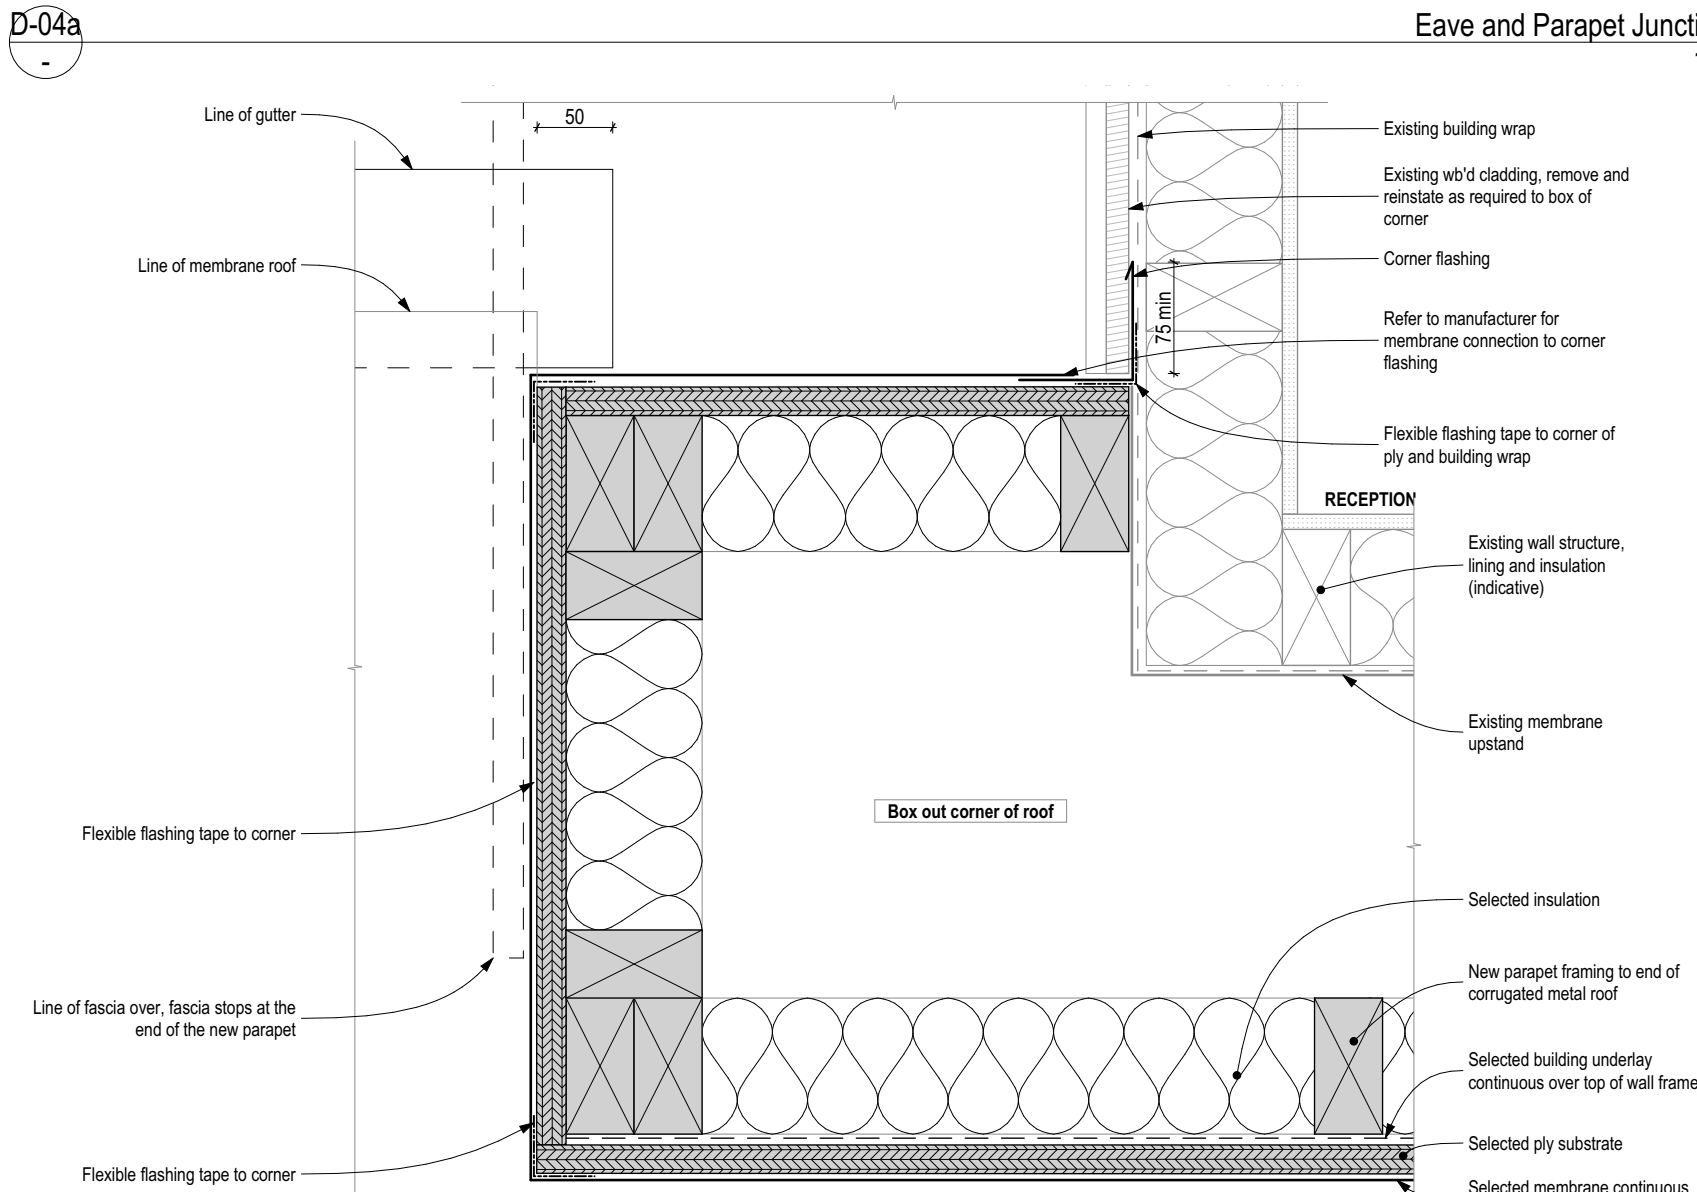 D-04a
-
Eave and Parapet Juncti
Line of gutter
50
Line of membrane roof
Existing building wrap
Existing wb'd cladding, remove and
reinstate as required to box of
corner
Corner flashing
75 min
Refer to manufacturer for
membrane connection to corner
flashing
Flexible flashing tape to corner of
ply and building wrap
RECEPTION
Existing wall structure,
lining and insulation
(indicative)
Existing membrane
upstand
Box out corner of roof
Flexible flashing tape to corner
Selected insulation
Line of fascia over, fascia stops at the
end of the new parapet
New parapet framing to end of
corrugated metal roof
Selected building underlay
continuous over top of wall frame
Selected ply substrate
Flexible flashing tape to corner
Selected membrane continuous